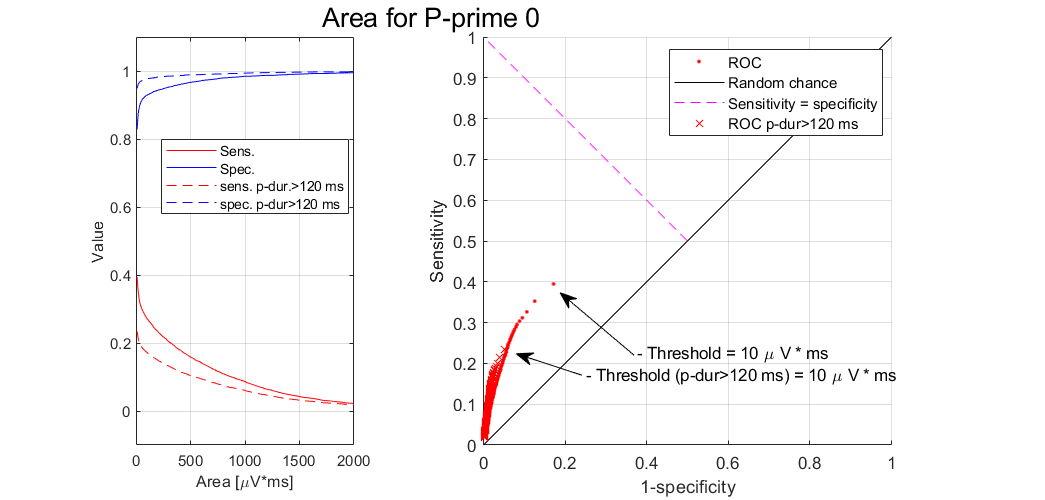 Area for P-prime 0
Value
1
0.8
0.6
0.4
0.2
0
Sens.
Spec.
sens. p-dur.>120 ms
spec. p-dur>120 ms
0 500 1000 1500 2000
Area [μV*ms]
Sensitivity
1
0.9
0.8
0.7
0.6
0.5
0.4
0.3
0.2
0.1
0
ROC
Random chance
Sensitivity = specificity
ROC p-dur>120 ms
- Threshold = 10 μ V * ms
- Threshold (p-dur>120 ms) = 10 μ V * ms
0 0.2 0.4 0.6 0.8 1
1-specificity